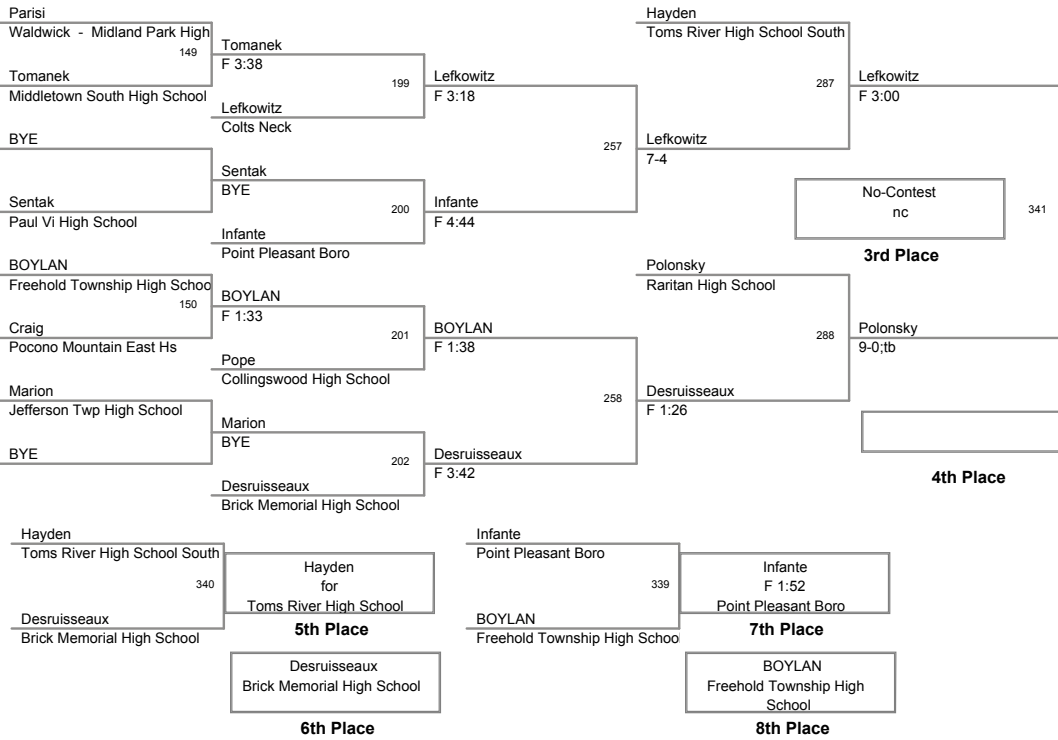 Parisi
Waldwick - Midland Park High
149
Tomanek
Middletown South High School
BYE
Sentak
Paul Vi High School
BOYLAN
Freehold Township High Schoo
150
Craig
Pocono Mountain East Hs
Marion
Jefferson Twp High School
BYE
Tomanek
F 3:38
199
Lefkowitz
Colts Neck
Sentak
BYE
200
Infante
Point Pleasant Boro
BOYLAN
F 1:33
201
Pope
Collingswood High School
Marion
BYE
202
Desruisseaux
Brick Memorial High School
Lefkowitz
F 3:18
257
Infante
F 4:44
BOYLAN
F 1:38
258
Desruisseaux
F 3:42
Hayden
Toms River High School South
287
Lefkowitz
7-4
Polonsky
Raritan High School
288
Desruisseaux
F 1:26
Lefkowitz
F 3:00
No-Contest
nc
341
3rd Place
Polonsky
9-0;tb
4th Place
Hayden
Toms River High School South
340
Desruisseaux
Brick Memorial High School
Hayden
for
Toms River High School
5th Place
Desruisseaux
Brick Memorial High School
6th Place
Infante
Point Pleasant Boro
339
BOYLAN
Freehold Township High School
Infante
F 1:52
Point Pleasant Boro
7th Place
BOYLAN
Freehold Township High
School
8th Place